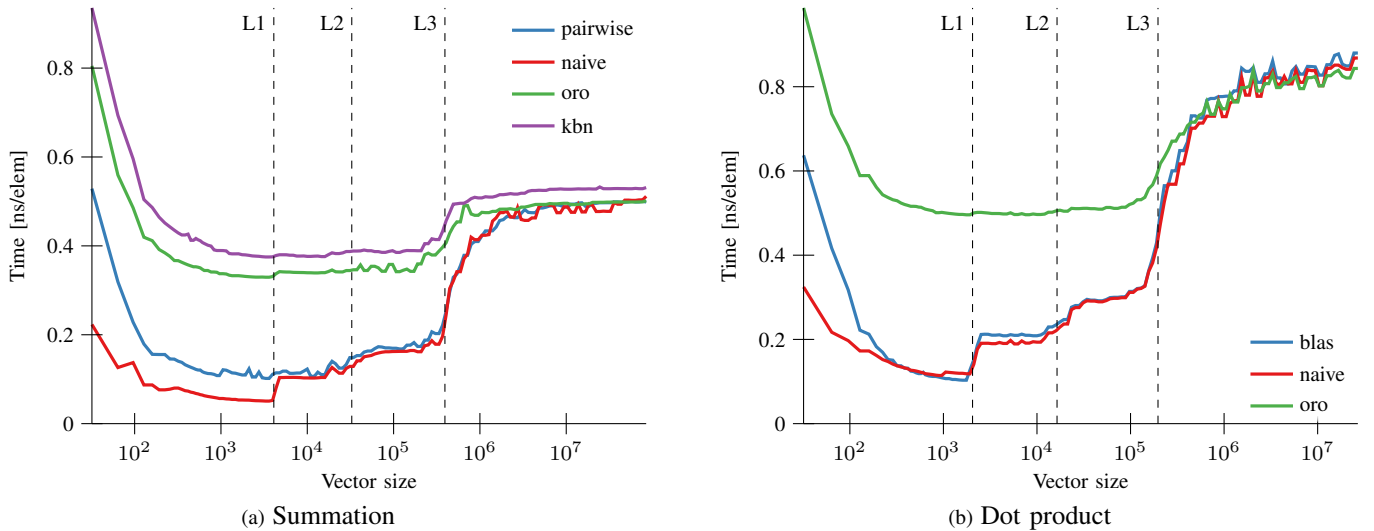 L1 L2 L3
pairwise
naive
oro
kbn
0.8
0.6
0.4
0.2
0
Time [ns/elem]
10^2 10^3 10^4 10^5 10^6 10^7
Vector size
(a) Summation
L1 L2 L3
0.8
0.6
0.4
0.2
0
Time [ns/elem]
blas
naive
oro
10^2 10^3 10^4 10^5 10^6 10^7
Vector size
(b) Dot product